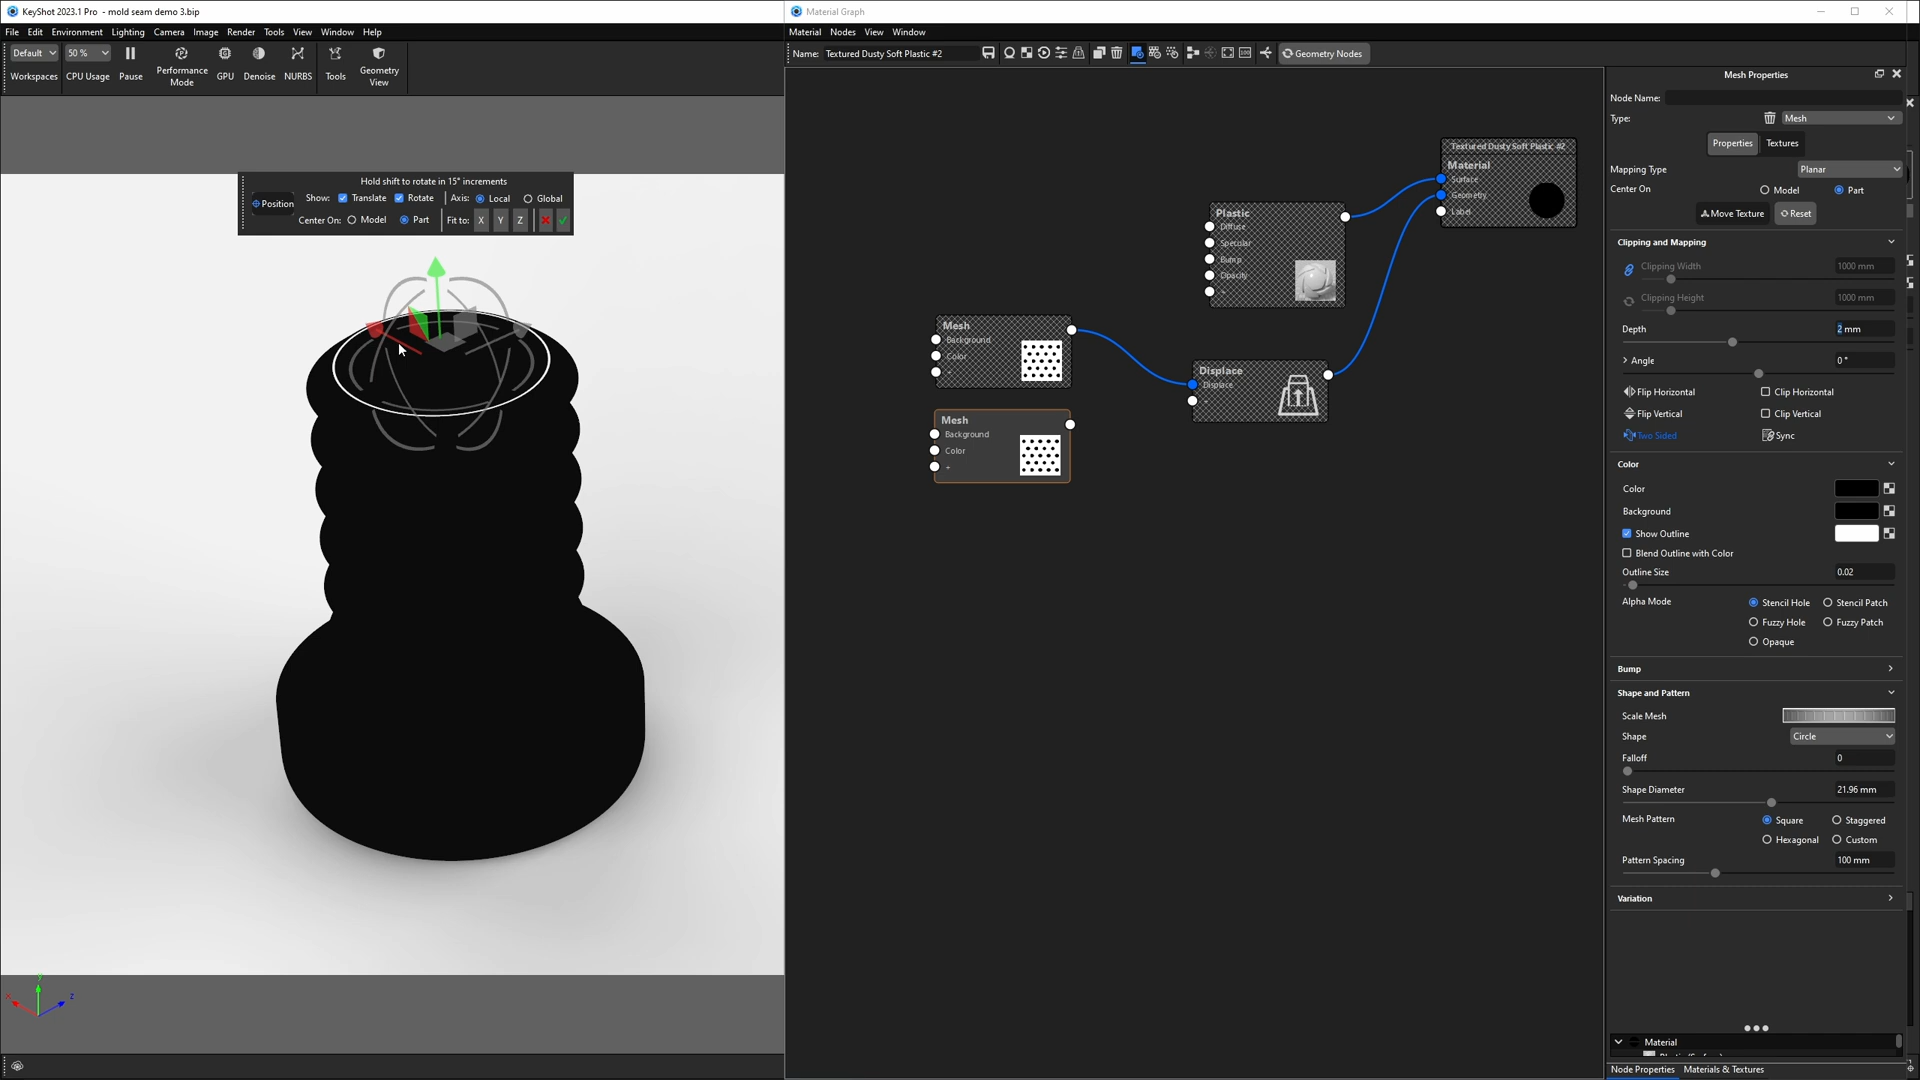 KeyShot 2023.1 Pro - mold seam demo 3.bip
File Edit Environment Lighting Camera Image Render Tools View Window Help
Default 50 %
Workspaces CPU Usage Pause Performance Mode GPU Denoise NURBS Tools Geometry View
Hold shift to rotate in 15° increments
Position Show: Translate Rotate Axis: Local Global
Center On: Model Part Fit to: X Y Z
X Y Z
Material Graph
Material Nodes View Window
Name: Textured Dusty Soft Plastic #2
Geometry Nodes
Textured Dusty Soft Plastic #2
Material
Surface
Geometry
Label
Plastic
Diffuse
Specular
Bump
Opacity
+
Mesh
Background
Color
+
Displace
Displace
+
Mesh
Background
Color
+
Mesh Properties
Node Name:
Type: Mesh
Properties Textures
Mapping Type Planar
Center On Model Part
Move Texture Reset
Clipping and Mapping
Clipping Width 1000 mm
Clipping Height 1000 mm
Depth 2 mm
Angle 0 °
Flip Horizontal Clip Horizontal
Flip Vertical Clip Vertical
Two Sided Sync
Color
Color
Background
Show Outline
Blend Outline with Color
Outline Size 0.02
Alpha Mode Stencil Hole Stencil Patch
Fuzzy Hole Fuzzy Patch
Opaque
Bump
Shape and Pattern
Scale Mesh
Shape Circle
Falloff 0
Shape Diameter 21.96 mm
Mesh Pattern Square Staggered
Hexagonal Custom
Pattern Spacing 100 mm
Variation
Material
Node Properties Materials & Textures